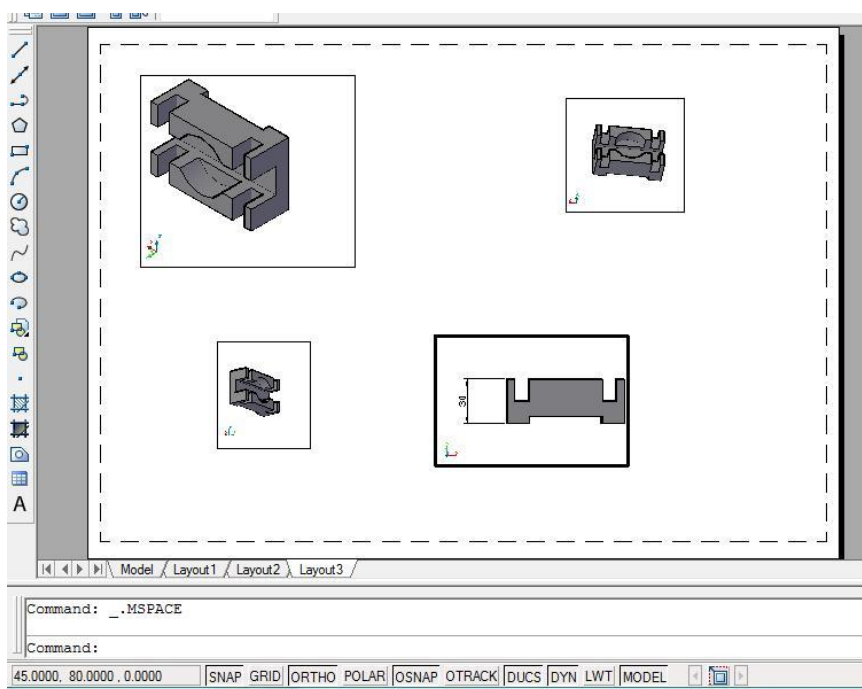 30
A
Model
Layout1
Layout2
Layout3
Command: _.MSPACE
Command:
45.0000, 80.0000 , 0.0000 SNAP GRID ORTHO POLAR OSNAP OTRACK DUCS DYN LWT MODEL